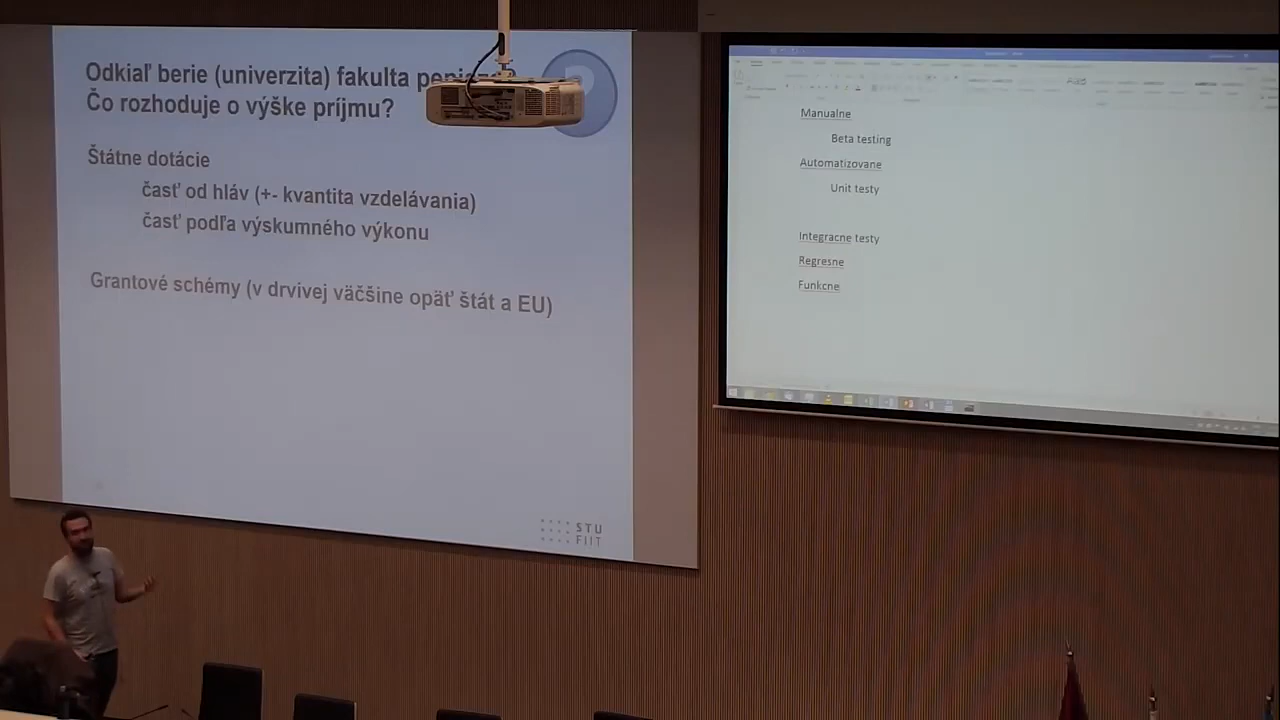 Odkiaľ berie (univerzita) fakulta
Čo rozhoduje o výške príjmu?
Štátne dotácie
časť od hláv (+- kvantita vzdelávania)
časť podľa výskumného výkonu
Grantové schémy (v drvivej väčšine opäť štát a EU)
STU
FIIT
Manualne
Beta testing
Automatizovane
Unit testy
Integracne testy
Regresne
Funkcne